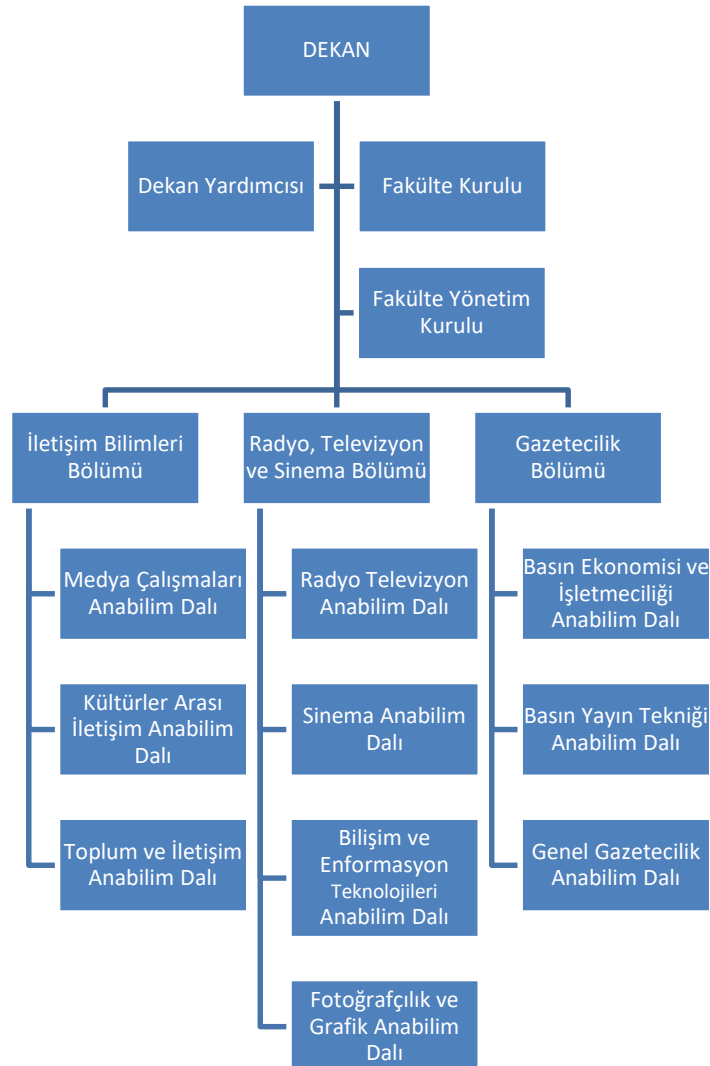 DEKAN
Dekan Yardımcısı
Fakülte Kurulu
Fakülte Yönetim
Kurulu
İletişim Bilimleri
Bölümü
Radyo, Televizyon
ve Sinema Bölümü
Gazetecilik
Bölümü
Medya Çalışmaları
Anabilim Dalı
Kültürler Arası
İletişim Anabilim
Dalı
Toplum ve İletişim
Anabilim Dalı
Radyo Televizyon
Anabilim Dalı
Sinema Anabilim
Dalı
Bilişim ve
Enformasyon
Teknolojileri
Anabilim Dalı
Fotoğrafçılık ve
Grafik Anabilim
Dalı
Basın Ekonomisi ve
İşletmeciliği
Anabilim Dalı
Basın Yayın Tekniği
Anabilim Dalı
Genel Gazetecilik
Anabilim Dalı